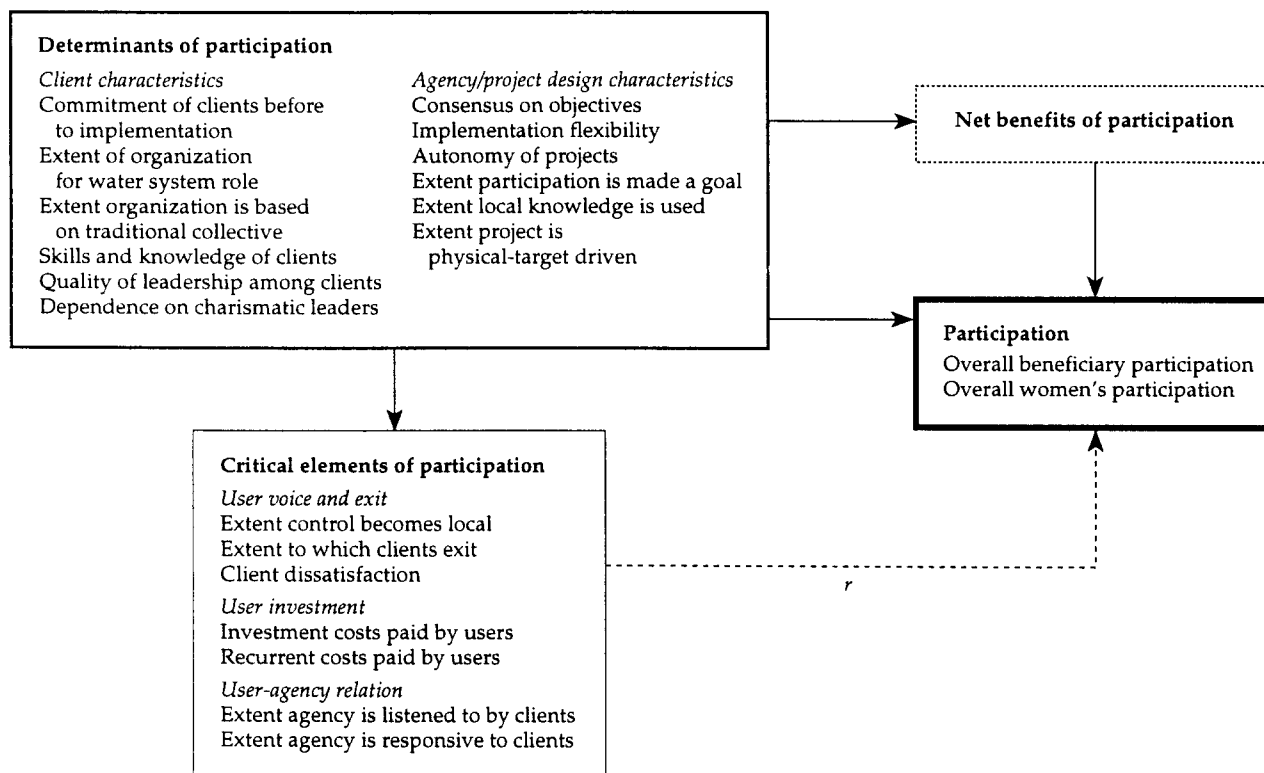 Determinants of participation
Client characteristics
Commitment of clients before
to implementation
Extent of organization
for water system role
Extent organization is based
on traditional collective
Skills and knowledge of clients
Quality of leadership among clients
Dependence on charismatic leaders
Agency/project design characteristics
Consensus on objectives
Implementation flexibility
Autonomy of projects
Extent participation is made a goal
Extent local knowledge is used
Extent project is
physical-target driven
Net benefits of participation
Participation
Overall beneficiary participation
Overall women's participation
Critical elements of participation
User voice and exit
Extent control becomes local
Extent to which clients exit
Client dissatisfaction
User investment
Investment costs paid by users
Recurrent costs paid by users
User-agency relation
Extent agency is listened to by clients
Extent agency is responsive to clients
r